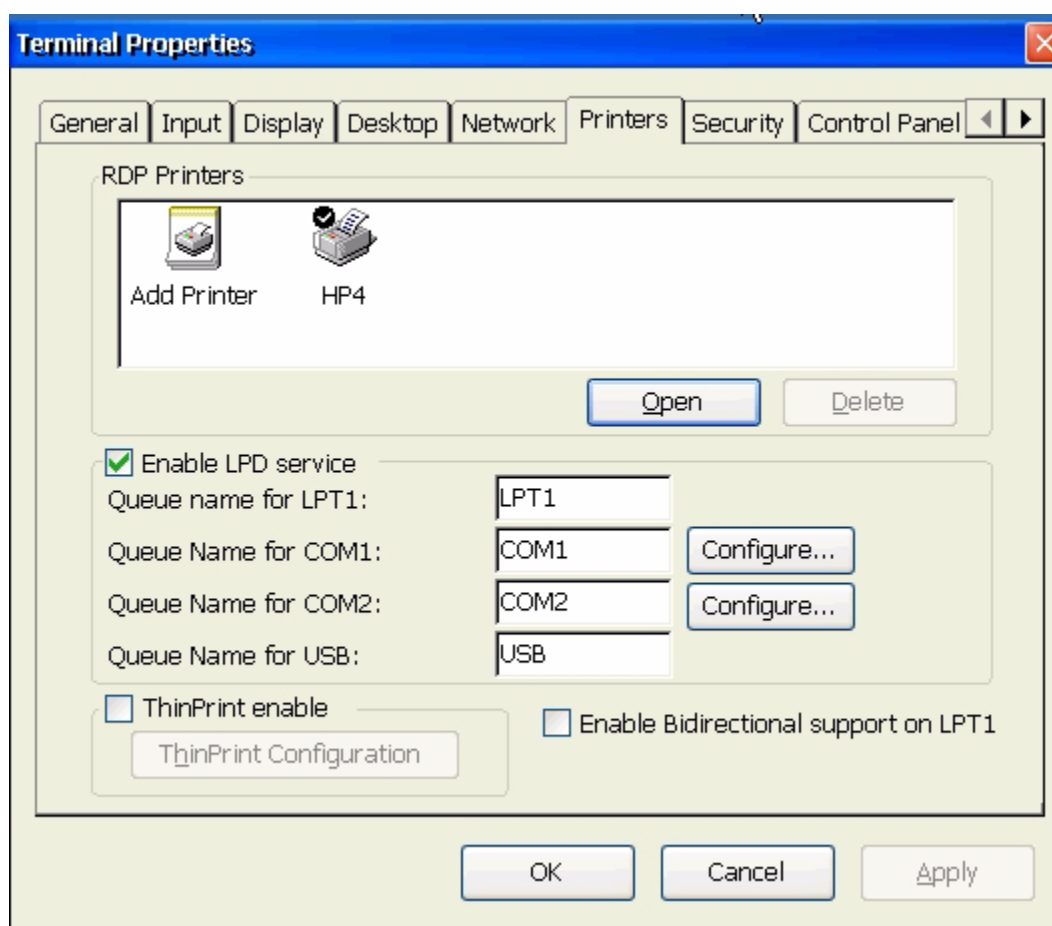 Terminal Properties
General Input Display Desktop Network Printers Security Control Panel
RDP Printers
Add Printer HP4
Open Delete
Enable LPD service
Queue name for LPT1: LPT1
Queue Name for COM1: COM1 Configure...
Queue Name for COM2: COM2 Configure...
Queue Name for USB: USB
ThinPrint enable
Enable Bidirectional support on LPT1
ThinPrint Configuration
OK Cancel Apply